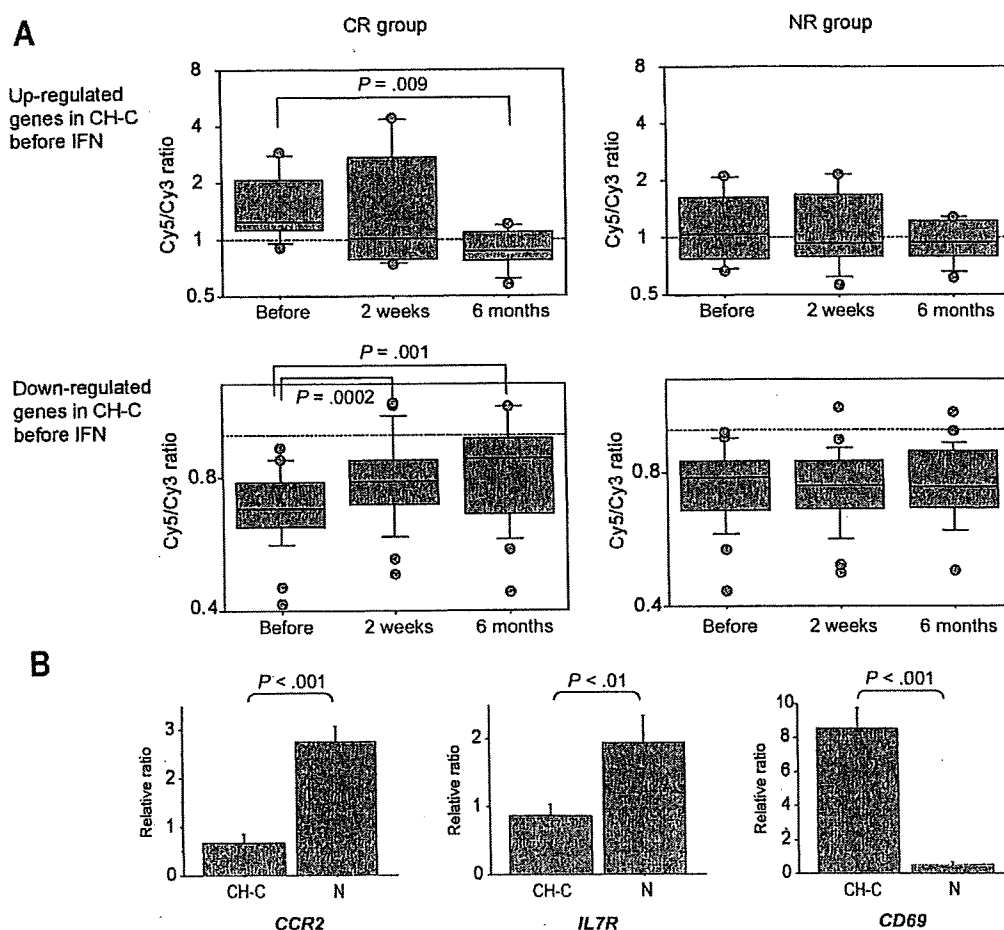 A
CR group
NR group
Up-regulated
genes in CH-C
before IFN
Cy5/Cy3 ratio
8
4
2
1
0.5
P = .009
Before
2 weeks
6 months
Cy5/Cy3 ratio
8
4
2
1
0.5
Before
2 weeks
6 months
Down-regulated
genes in CH-C
before IFN
Cy5/Cy3 ratio
0.8
0.4
P = .001
P = .0002
Before
2 weeks
6 months
Cy5/Cy3 ratio
0.8
0.4
Before
2 weeks
6 months
B
P < .001
Relative ratio
3
2
1
0
CH-C
N
CCR2
P < .01
Relative ratio
2
1
0
CH-C
N
IL7R
P < .001
Relative ratio
10
8
6
4
2
0
CH-C
N
CD69